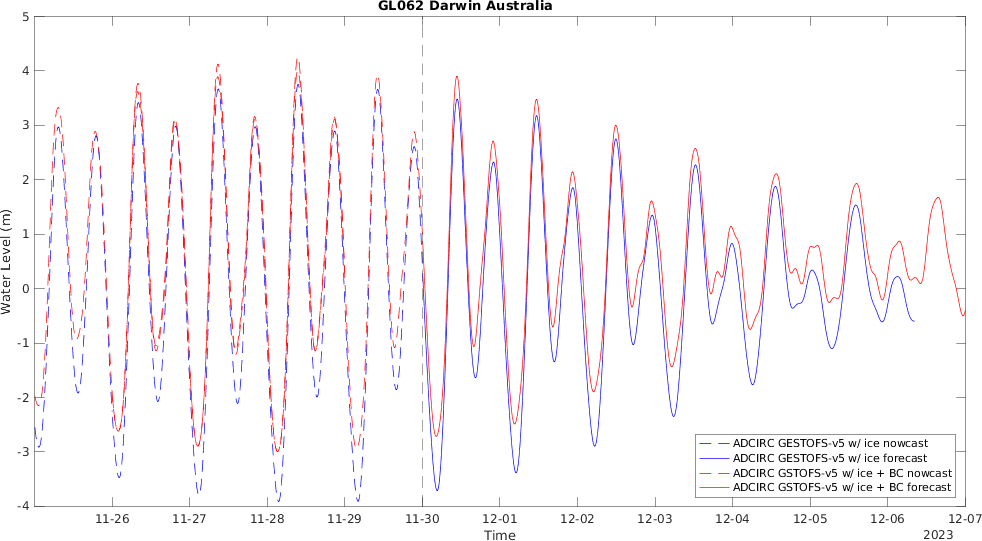 GL062 Darwin Australia
5
4
3
2
1
0
-1
-2
-3
-4
Water Level (m)
11-26 11-27 11-28 11-29 11-30 12-01 12-02 12-03 12-04 12-05 12-06 12-07
Time
2023
ADCIRC GESTOFS-v5 w/ ice nowcast
ADCIRC GESTOFS-v5 w/ ice forecast
ADCIRC GSTOFS-v5 w/ ice + BC nowcast
ADCIRC GSTOFS-v5 w/ ice + BC forecast